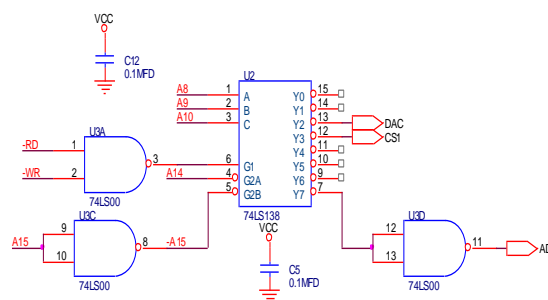 VCC
C12
0.1MFD
U2
A8 1 A Y0 15
A9 2 B Y1 14
A10 3 C Y2 13 DAC
Y3 12 CS1
Y4 11
Y5 10
Y6 9
Y7 7
U3A
-RD 1
-WR 2
3 6 G1
A14 4 G2A
5 G2B
74LS00
74LS138
U3C
A15 9
10
8 -A15
74LS00
VCC
C5
0.1MFD
U3D
12
13
11 AD
74LS00